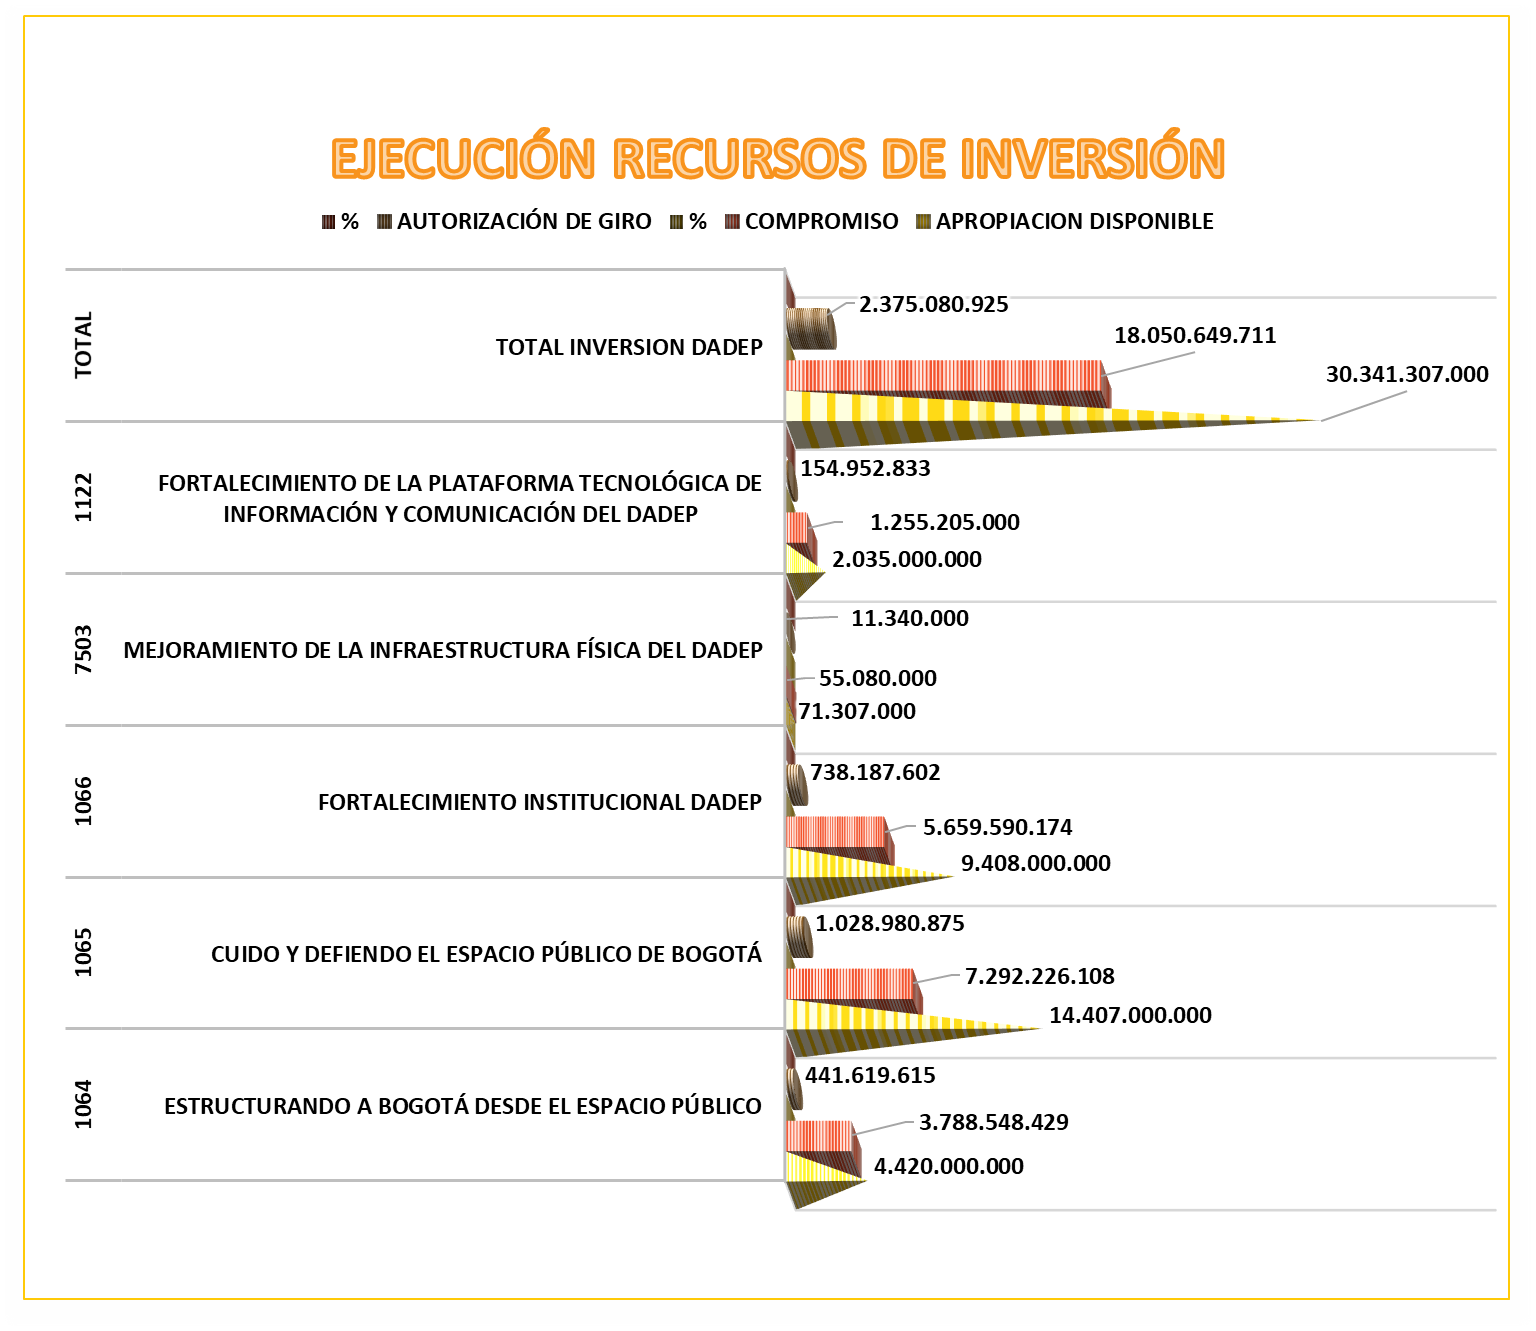 EJECUCIÓN RECURSOS DE INVERSIÓN
% AUTORIZACIÓN DE GIRO % COMPROMISO APROPIACION DISPONIBLE
TOTAL
TOTAL INVERSION DADEP
2.375.080.925
18.050.649.711
30.341.307.000
1122
FORTALECIMIENTO DE LA PLATAFORMA TECNOLÓGICA DE
INFORMACIÓN Y COMUNICACIÓN DEL DADEP
154.952.833
1.255.205.000
2.035.000.000
7503
MEJORAMIENTO DE LA INFRAESTRUCTURA FÍSICA DEL DADEP
11.340.000
55.080.000
71.307.000
1066
FORTALECIMIENTO INSTITUCIONAL DADEP
738.187.602
5.659.590.174
9.408.000.000
1065
CUIDO Y DEFIENDO EL ESPACIO PÚBLICO DE BOGOTÁ
1.028.980.875
7.292.226.108
14.407.000.000
1064
ESTRUCTURANDO A BOGOTÁ DESDE EL ESPACIO PÚBLICO
441.619.615
3.788.548.429
4.420.000.000